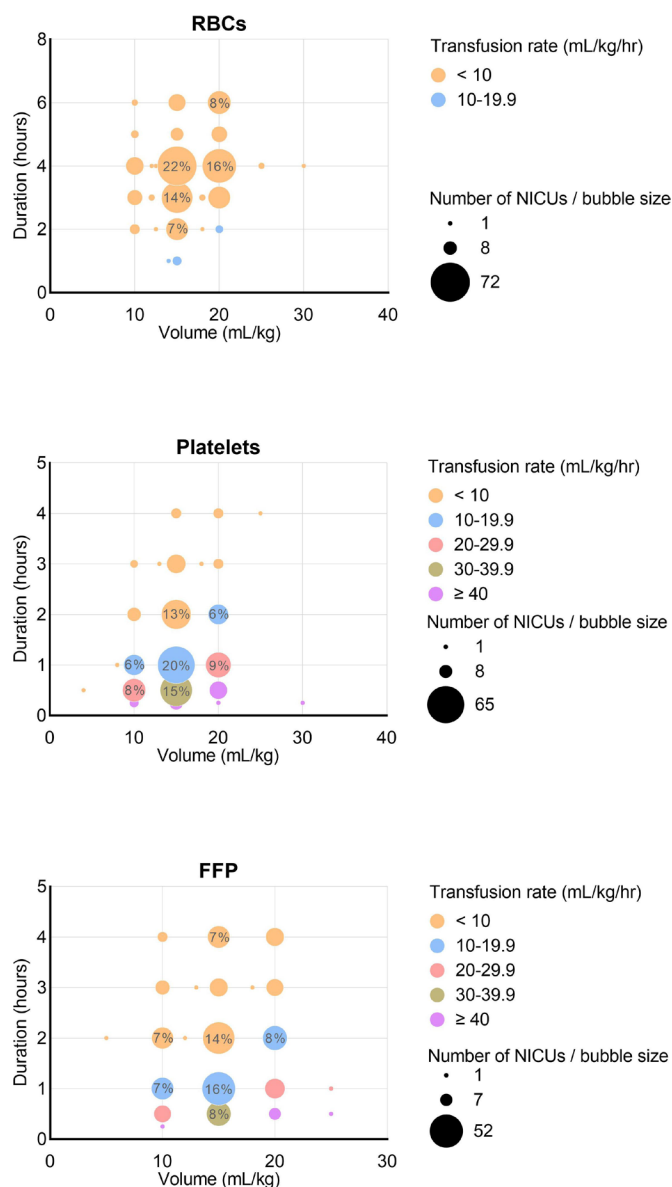 RBCs
Transfusion rate (mL/kg/hr)
< 10
10-19.9
Number of NICUs / bubble size
1
8
72
Duration (hours)
8
6
4
2
0
8%
22% 16%
14%
7%
0 10 20 30 40
Volume (mL/kg)
Platelets
Transfusion rate (mL/kg/hr)
< 10
10-19.9
20-29.9
30-39.9
≥ 40
Number of NICUs / bubble size
1
8
65
Duration (hours)
5
4
3
2
1
0
13% 6%
6% 20% 9%
8% 15%
0 10 20 30 40
Volume (mL/kg)
FFP
Transfusion rate (mL/kg/hr)
< 10
10-19.9
20-29.9
30-39.9
≥ 40
Number of NICUs / bubble size
1
7
52
Duration (hours)
5
4
3
2
1
0
7%
7% 14% 8%
7% 16%
8%
0 10 20 30
Volume (mL/kg)